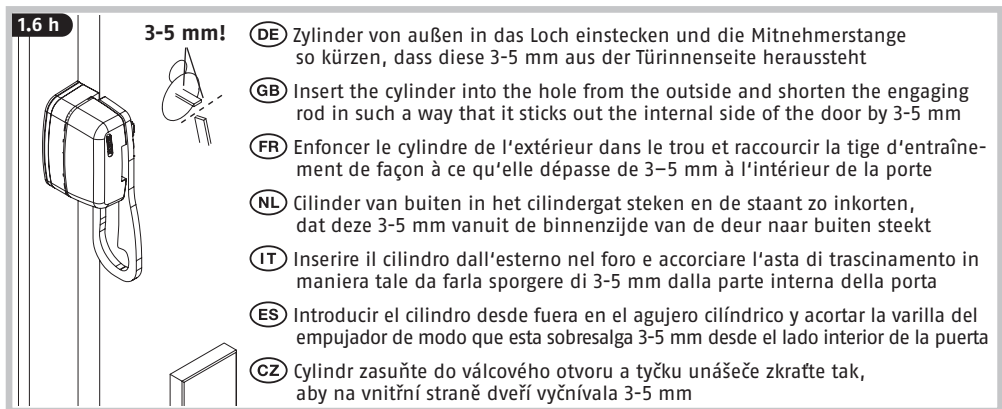 1.6 h
3-5 mm!
DE Zylinder von außen in das Loch einstecken und die Mitnehmerstange
so kürzen, dass diese 3-5 mm aus der Türinnenseite heraussteht
GB Insert the cylinder into the hole from the outside and shorten the engaging
rod in such a way that it sticks out the internal side of the door by 3-5 mm
FR Enfoncer le cylindre de l‘extérieur dans le trou et raccourcir la tige d‘entraîne-
ment de façon à ce qu‘elle dépasse de 3–5 mm à l‘intérieur de la porte
NL Cilinder van buiten in het cilindergat steken en de staant zo inkorten,
dat deze 3-5 mm vanuit de binnenzijde van de deur naar buiten steekt
IT Inserire il cilindro dall‘esterno nel foro e accorciare l‘asta di trascinamento in
maniera tale da farla sporgere di 3-5 mm dalla parte interna della porta
ES Introducir el cilindro desde fuera en el agujero cilíndrico y acortar la varilla del
empujador de modo que esta sobresalga 3-5 mm desde el lado interior de la puerta
CZ Cylindr zasuňte do válcového otvoru a tyčku unášeče zkraťte tak,
aby na vnitřní straně dveří vyčnívala 3-5 mm